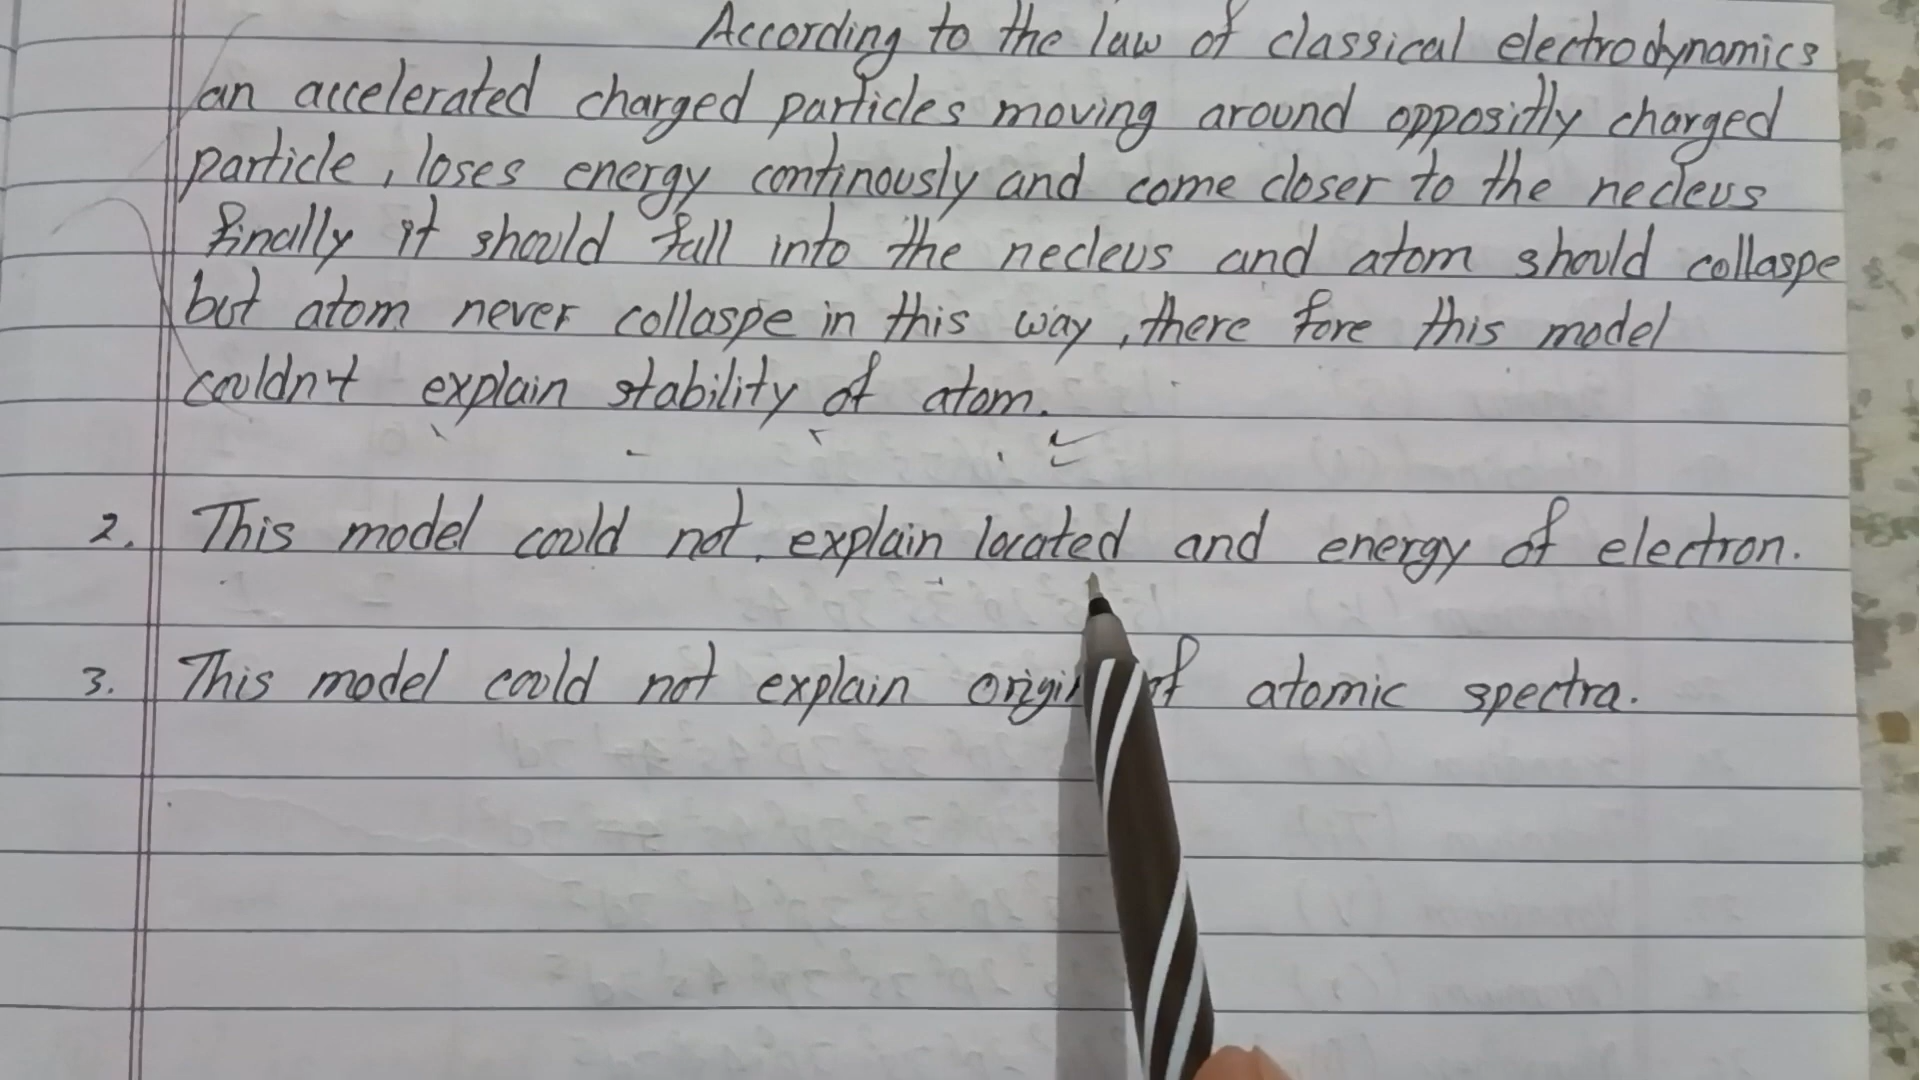 According to the law of classical electrodynamics
an accelerated charged particles moving around oppositly charged
particle, loses energy continously and come closer to the necleus
finally it should fall into the necleus and atom should collaspe
but atom never collaspe in this way, there fore this model
couldn't explain stability of atom.
2. This model could not explain located and energy of electron.
3. This model could not explain origin of atomic spectra.